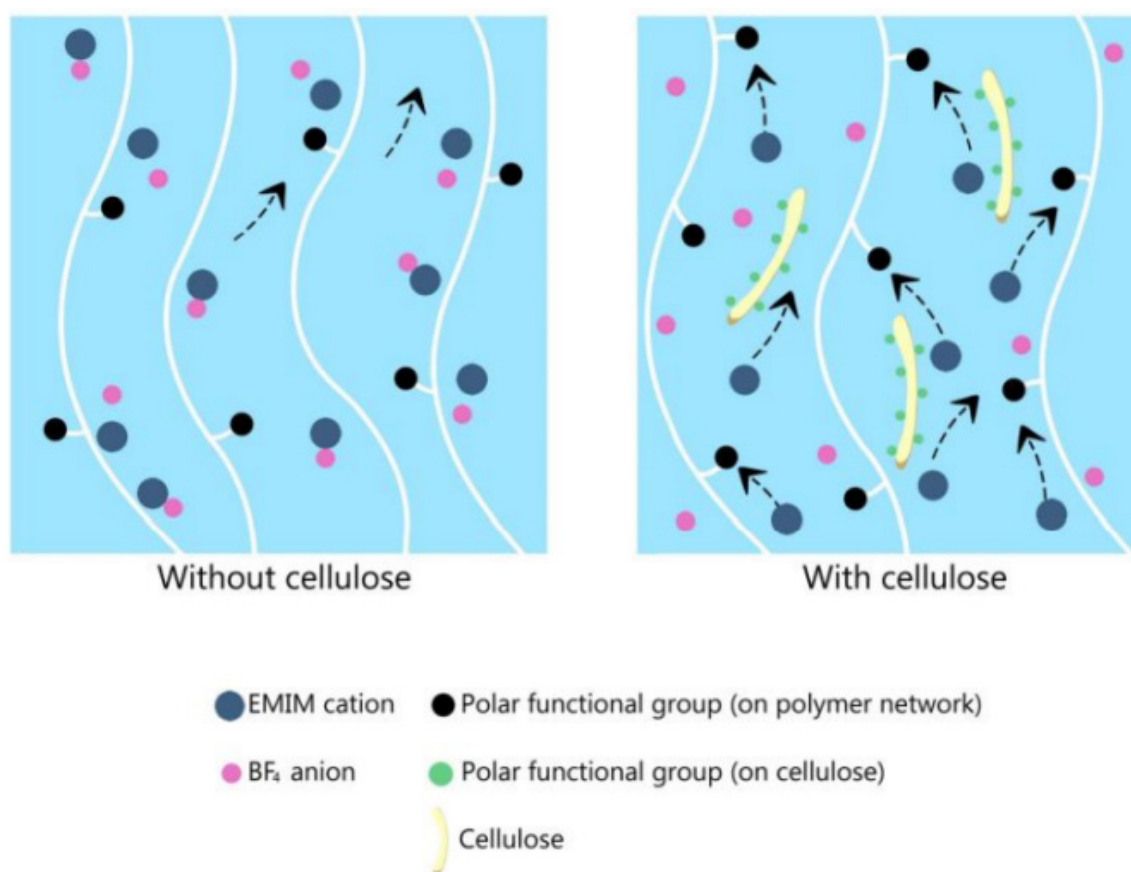 Without cellulose
With cellulose
EMIM cation
Polar functional group (on polymer network)
BF₄ anion
Polar functional group (on cellulose)
Cellulose